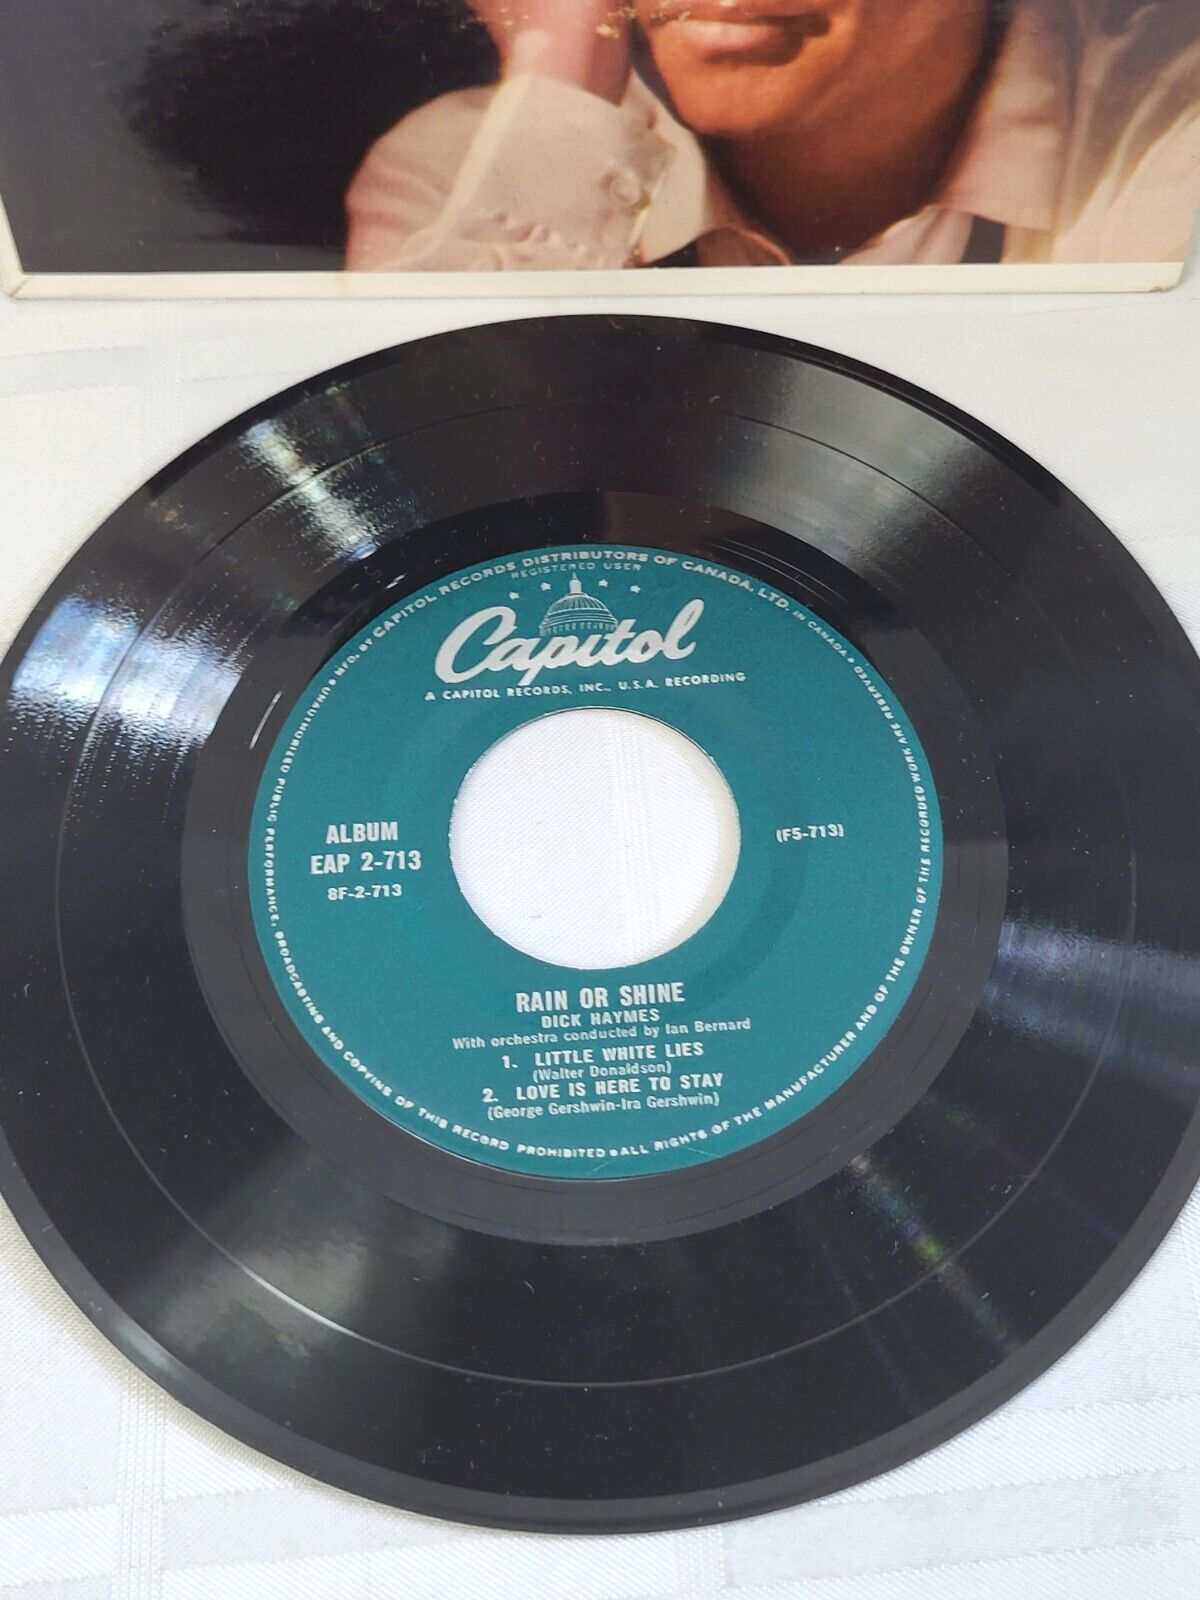 MFD. BY CAPITOL RECORDS DISTRIBUTORS OF CANADA, LTD. IN CANADA • UNAUTHORIZED PUBLIC PERFORMANCE, BROADCASTING AND COPYING OF THIS RECORD PROHIBITED • ALL RIGHTS OF THE MANUFACTURER AND OF THE OWNER OF THE RECORDED WORK ARE RESERVED
REGISTERED USER
Capitol
A CAPITOL RECORDS, INC., U.S.A. RECORDING
ALBUM
EAP 2-713
8F-2-713
(F5-713)
RAIN OR SHINE
DICK HAYMES
With orchestra conducted by Ian Bernard
1. LITTLE WHITE LIES
(Walter Donaldson)
2. LOVE IS HERE TO STAY
(George Gershwin-Ira Gershwin)